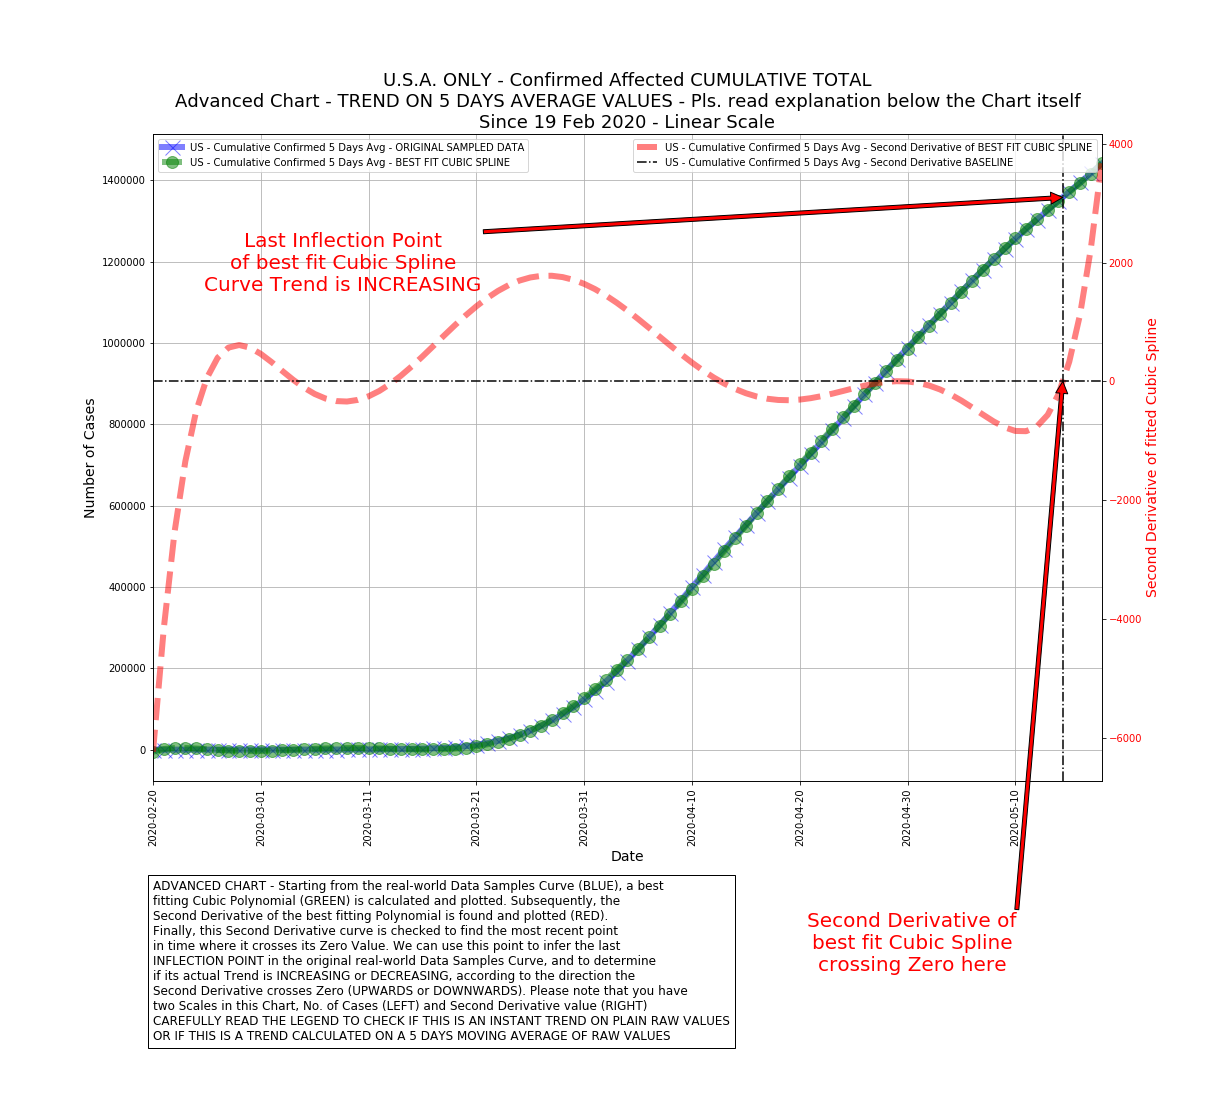 U.S.A. ONLY - Confirmed Affected CUMULATIVE TOTAL
Advanced Chart - TREND ON 5 DAYS AVERAGE VALUES - Pls. read explanation below the Chart itself
Since 19 Feb 2020 - Linear Scale
US - Cumulative Confirmed 5 Days Avg - ORIGINAL SAMPLED DATA
US - Cumulative Confirmed 5 Days Avg - BEST FIT CUBIC SPLINE
US - Cumulative Confirmed 5 Days Avg - Second Derivative of BEST FIT CUBIC SPLINE
US - Cumulative Confirmed 5 Days Avg - Second Derivative BASELINE
Last Inflection Point
of best fit Cubic Spline
Curve Trend is INCREASING
Number of Cases
1400000
1200000
1000000
800000
600000
400000
200000
0
4000
2000
0
−2000
−4000
−6000
Second Derivative of fitted Cubic Spline
2020-02-20
2020-03-01
2020-03-11
2020-03-21
2020-03-31
2020-04-10
2020-04-20
2020-04-30
2020-05-10
Date
Second Derivative of
best fit Cubic Spline
crossing Zero here
ADVANCED CHART - Starting from the real-world Data Samples Curve (BLUE), a best
fitting Cubic Polynomial (GREEN) is calculated and plotted. Subsequently, the
Second Derivative of the best fitting Polynomial is found and plotted (RED).
Finally, this Second Derivative curve is checked to find the most recent point
in time where it crosses its Zero Value. We can use this point to infer the last
INFLECTION POINT in the original real-world Data Samples Curve, and to determine
if its actual Trend is INCREASING or DECREASING, according to the direction the
Second Derivative crosses Zero (UPWARDS or DOWNWARDS). Please note that you have
two Scales in this Chart, No. of Cases (LEFT) and Second Derivative value (RIGHT)
CAREFULLY READ THE LEGEND TO CHECK IF THIS IS AN INSTANT TREND ON PLAIN RAW VALUES
OR IF THIS IS A TREND CALCULATED ON A 5 DAYS MOVING AVERAGE OF RAW VALUES